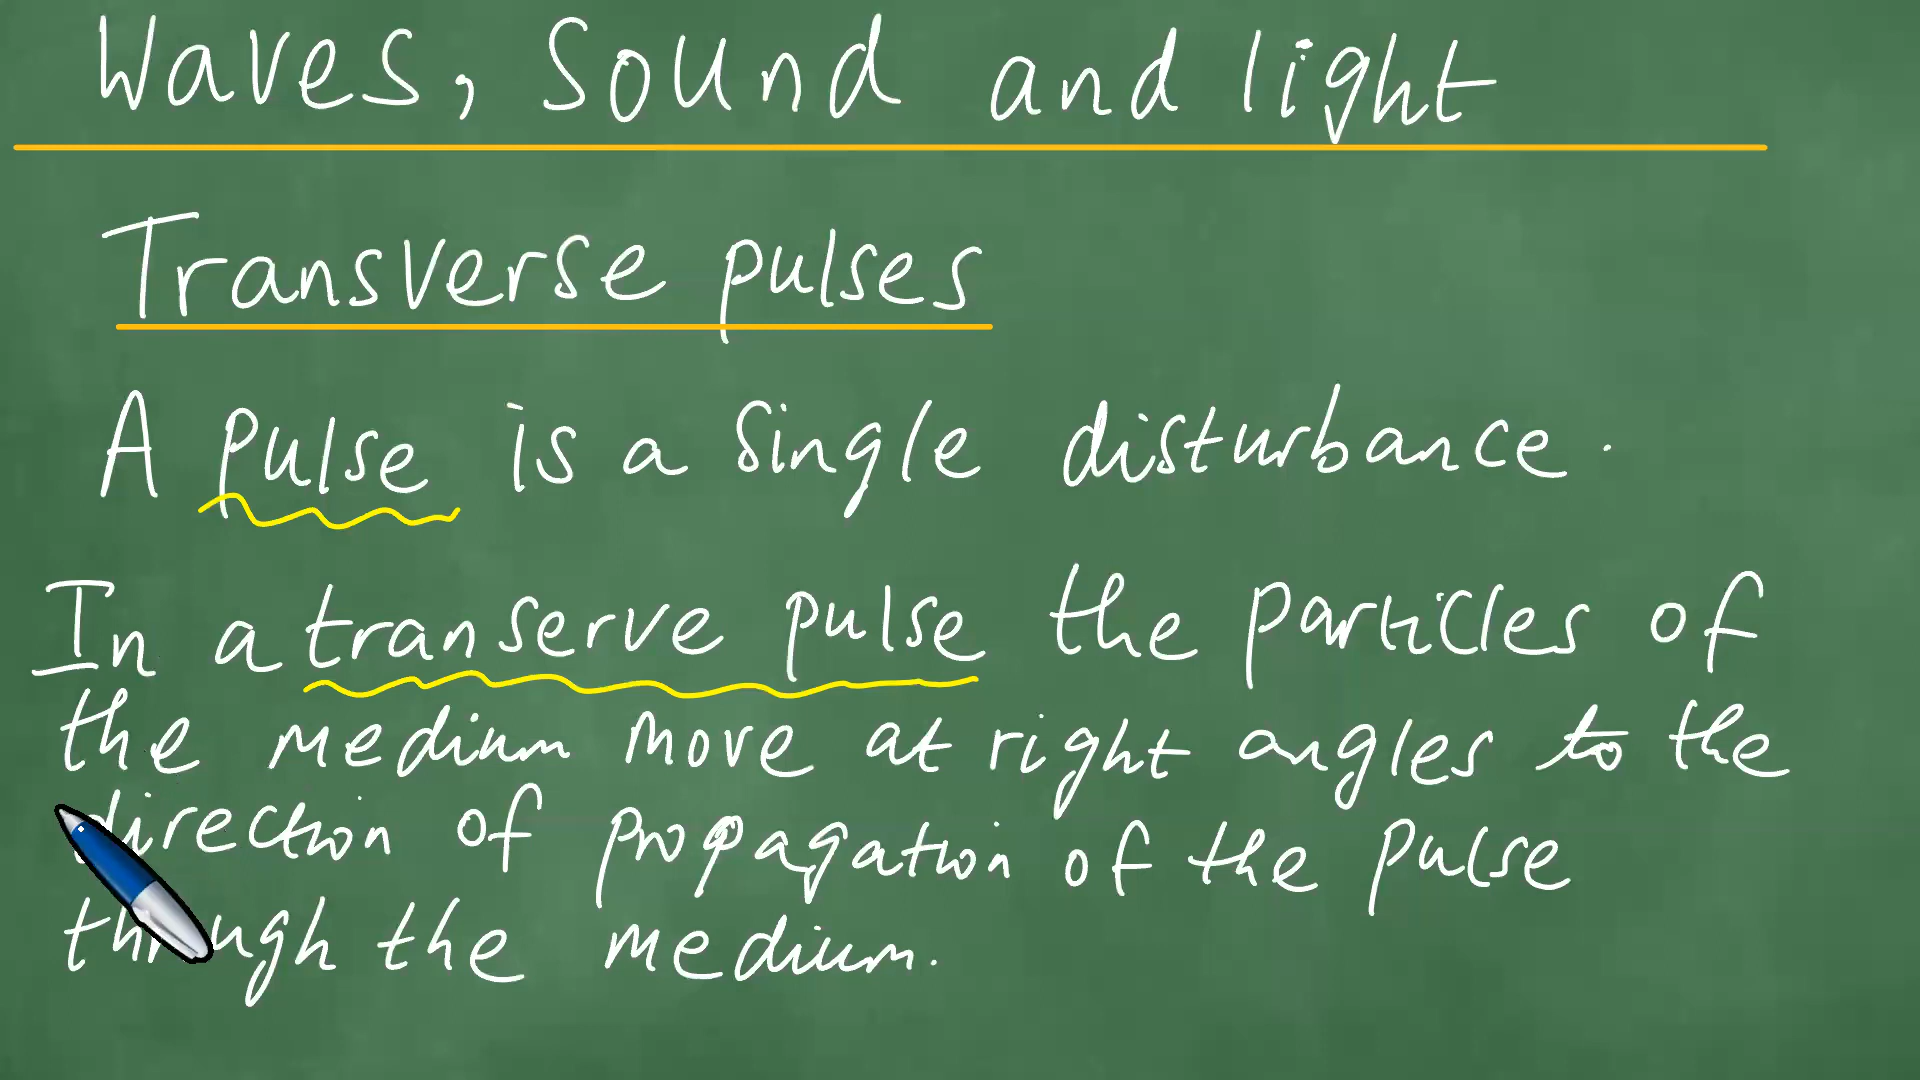 Waves, Sound and light
Transverse pulses
A pulse is a single disturbance.
In a transerve pulse the particles of
the medium move at right angles to the
direction of propagation of the pulse
through the medium.